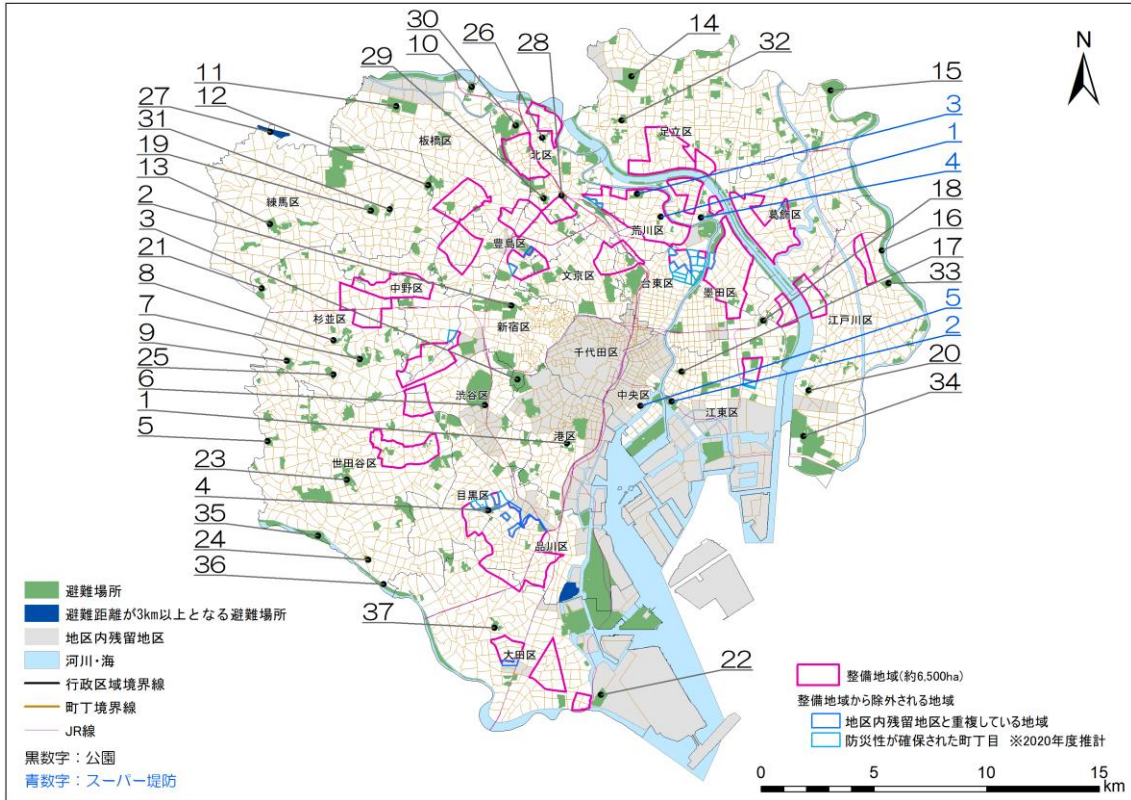 30
26
28
29
10
14
32
11
15
27
12
3
31
1
19
4
13
2
18
3
16
21
17
8
33
7
5
9
2
25
6
20
1
34
5
23
4
35
24
36
37
22
N
足立区
板橋区
北区
練馬区
荒川区
葛飾区
豊島区
文京区
台東区
中野区
墨田区
杉並区
新宿区
江戸川区
千代田区
渋谷区
中央区
江東区
港区
世田谷区
目黒区
品川区
大田区
避難場所
避難距離が3km以上となる避難場所
地区内残留地区
河川・海
行政区域境界線
町丁境界線
JR線
黒数字:公園
青数字:スーパー堤防
整備地域(約6,500ha)
整備地域から除外される地域
地区内残留地区と重複している地域
防災性が確保された町丁目 ※2020年度推計
0 5 10 15
km